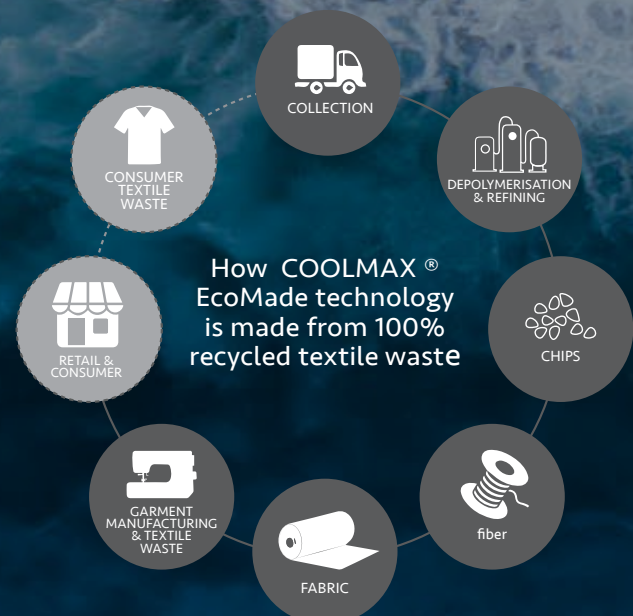 COLLECTION
DEPOLYMERISATION
& REFINING
CHIPS
fiber
FABRIC
GARMENT
MANUFACTURING
& TEXTILE
WASTE
RETAIL &
CONSUMER
CONSUMER
TEXTILE
WASTE
How COOLMAX ®
EcoMade technology
is made from 100%
recycled textile waste